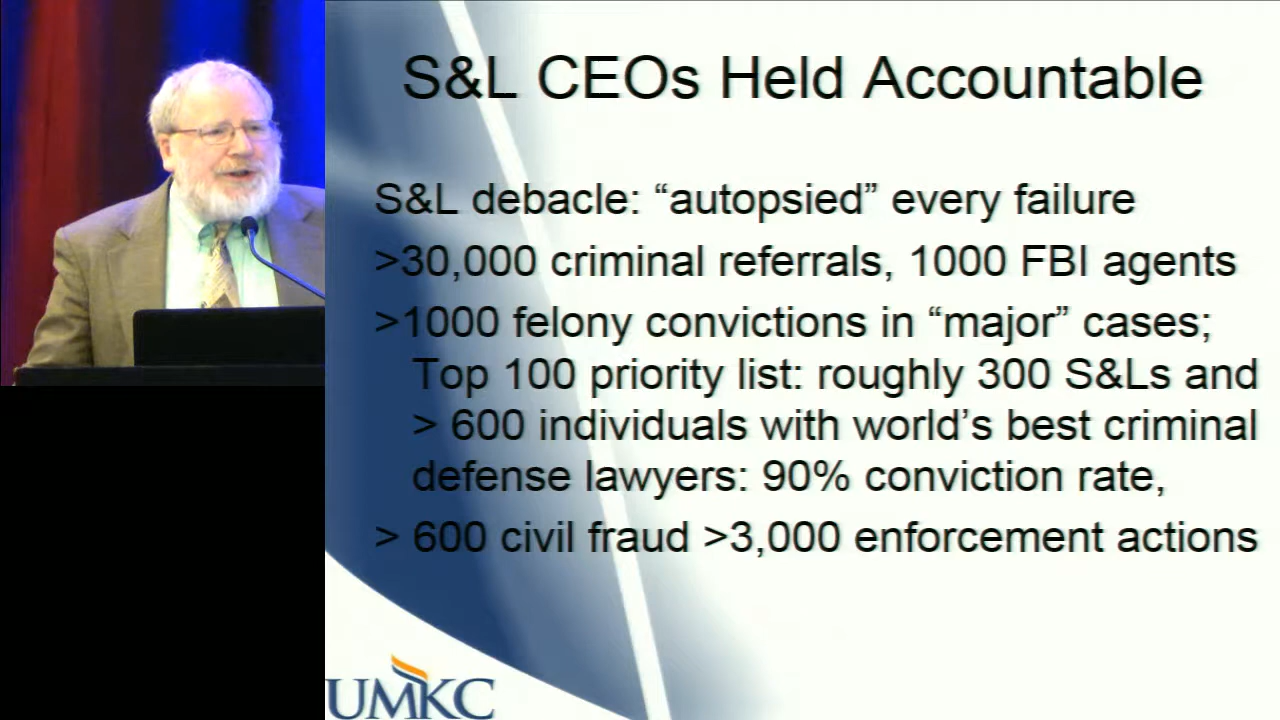 S&L CEOs Held Accountable
S&L debacle: “autopsied” every failure
>30,000 criminal referrals, 1000 FBI agents
>1000 felony convictions in “major” cases;
Top 100 priority list: roughly 300 S&Ls and
> 600 individuals with world’s best criminal
defense lawyers: 90% conviction rate,
> 600 civil fraud >3,000 enforcement actions
UMKC